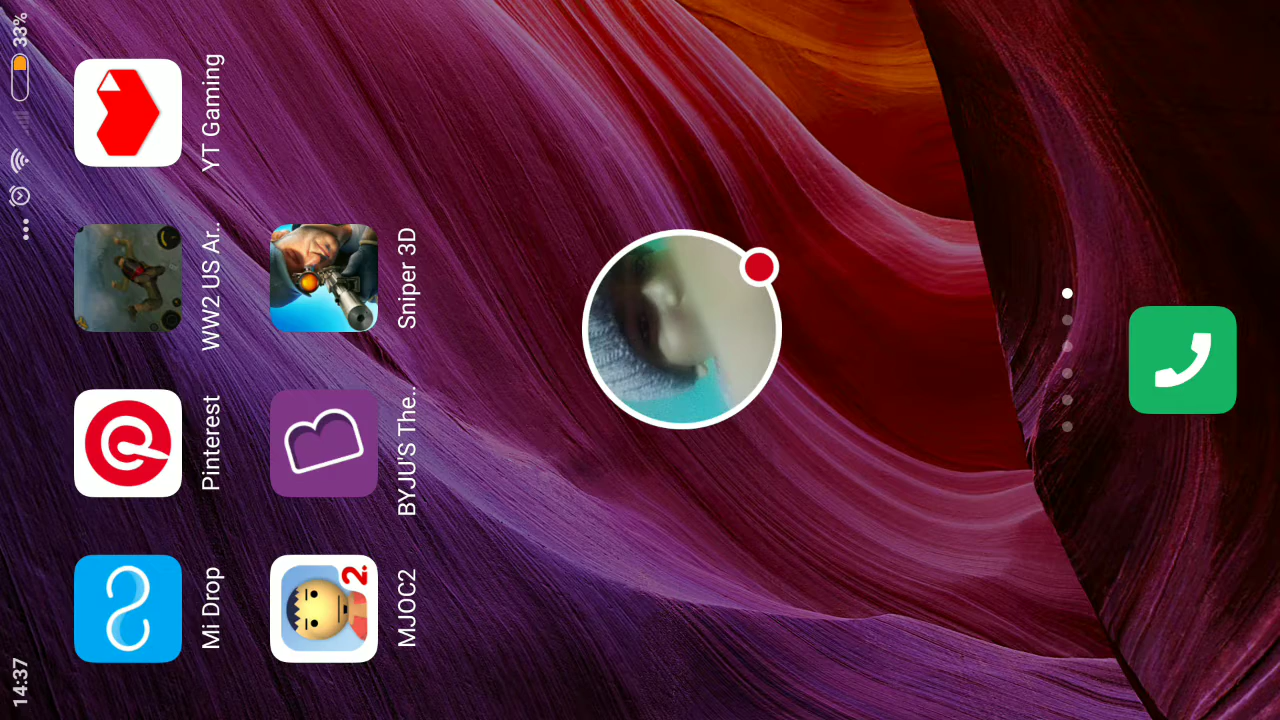 14:37
33%
Mi Drop
Pinterest
WW2 US Ar..
YT Gaming
MJOC2
2.
BYJU'S The..
Sniper 3D